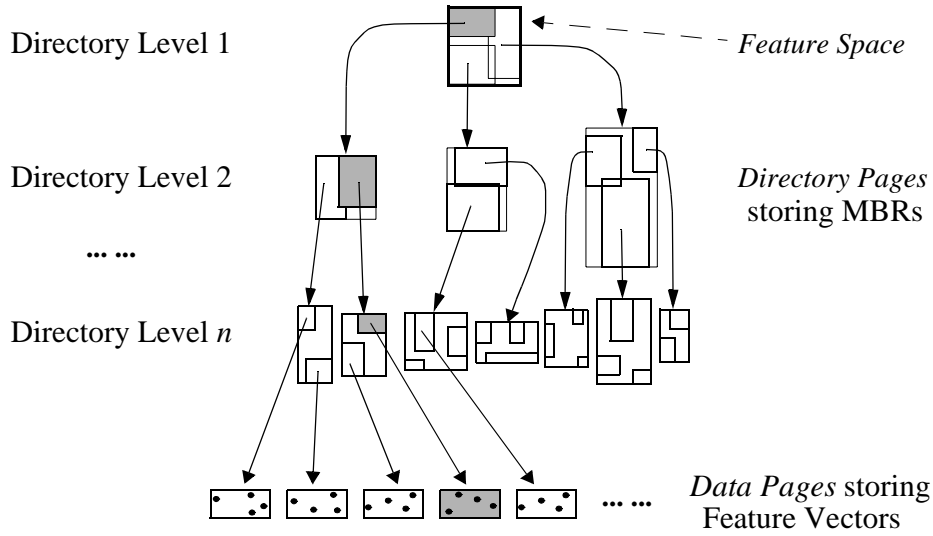 Directory Level 1
Feature Space
Directory Level 2
Directory Pages
storing MBRs
... ...
Directory Level n
... ...
Data Pages storing
Feature Vectors